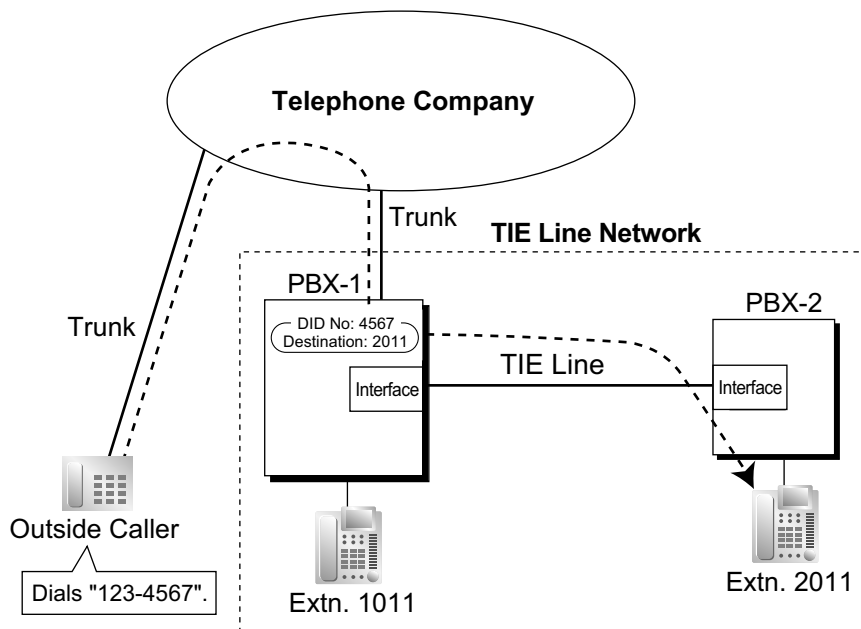 Telephone Company
Trunk
TIE Line Network
PBX-1
PBX-2
DID No: 4567
Destination: 2011
Trunk
TIE Line
Interface
Interface
Outside Caller
Dials "123-4567".
Extn. 1011
Extn. 2011